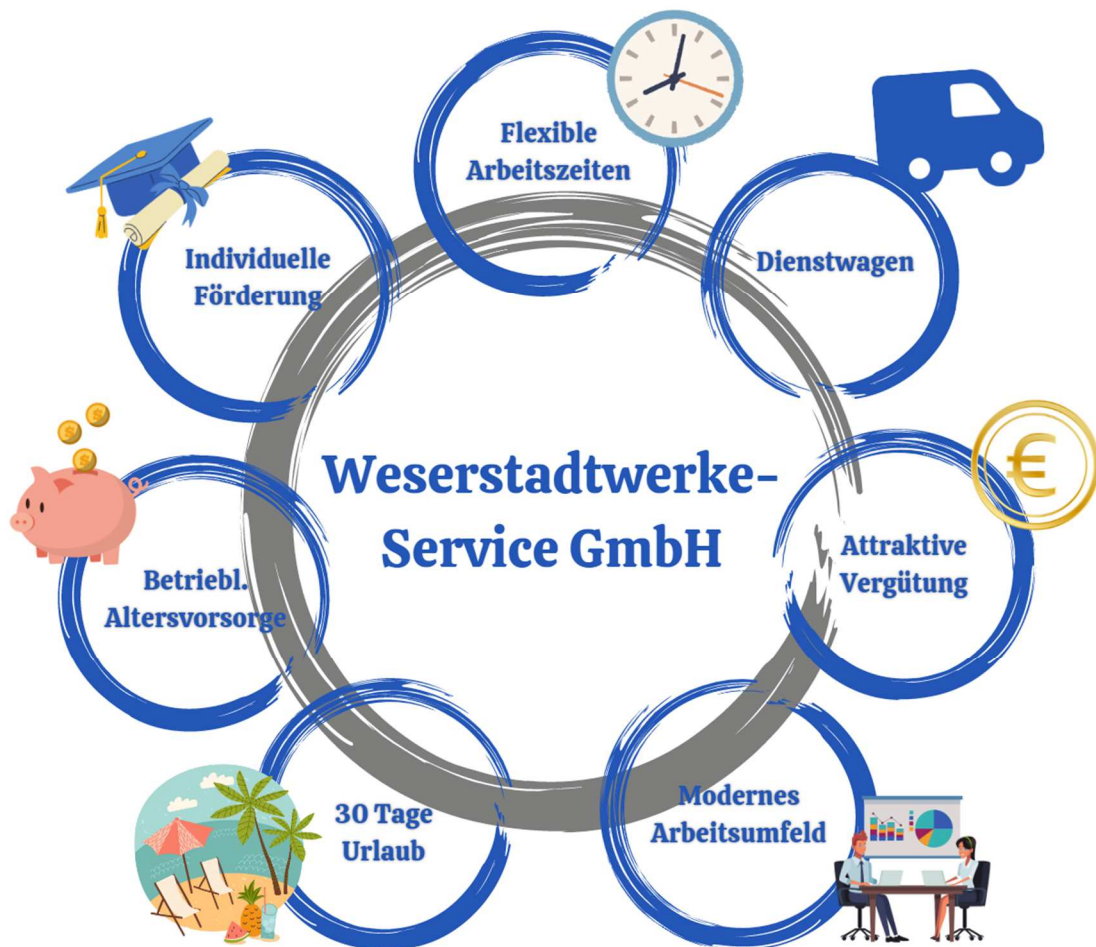 Flexible
Arbeitszeiten
Dienstwagen
Individuelle
Förderung
Weserstadtwerke-
Service GmbH
Attraktive
Vergütung
Betriebl.
Altersvorsorge
30 Tage
Urlaub
Modernes
Arbeitsumfeld